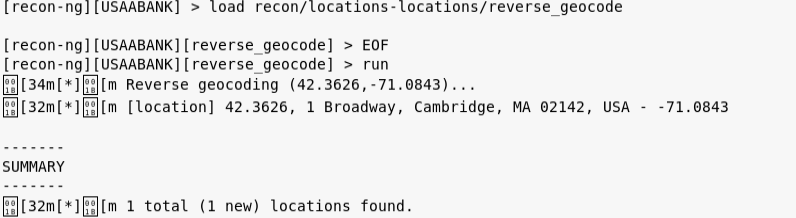 [recon-ng][USAABANK] > load recon/locations-locations/reverse_geocode
[recon-ng][USAABANK][reverse_geocode] > EOF
[recon-ng][USAABANK][reverse_geocode] > run
[34m[*][m Reverse geocoding (42.3626,-71.0843)...
[32m[*][m [location] 42.3626, 1 Broadway, Cambridge, MA 02142, USA - -71.0843
-------
SUMMARY
-------
[32m[*][m 1 total (1 new) locations found.